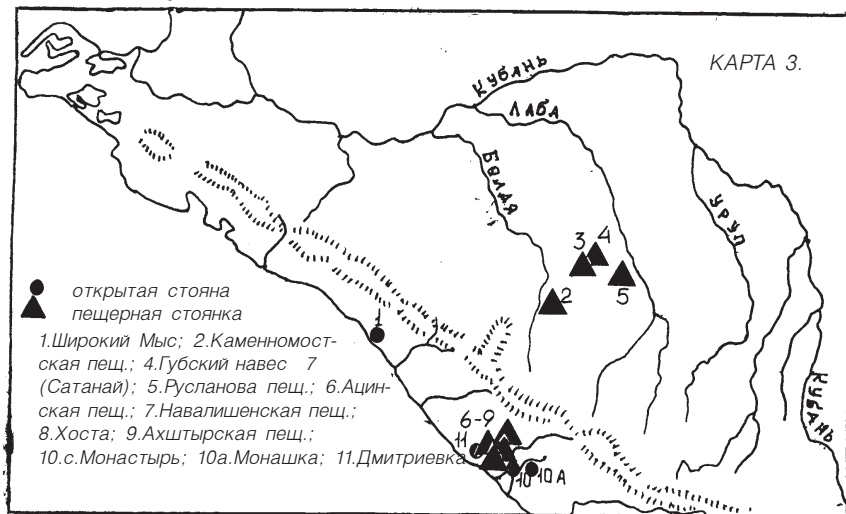 КАРТА 3.
КУБАНЬ
ЛАБА
БЕЛАЯ
УРУП
КУБАНЬ
3
4
2
5
1
6-9
11
10
10А
открытая стояна
пещерная стоянка
1.Широкий Мыс; 2.Каменномост-
ская пещ.; 4.Губский навес 7
(Сатанай); 5.Русланова пещ.; 6.Ацин-
ская пещ.; 7.Навалишенская пещ.;
8.Хоста; 9.Ахштырская пещ.;
10.с.Монастырь; 10а.Монашка; 11.Дмитриевка